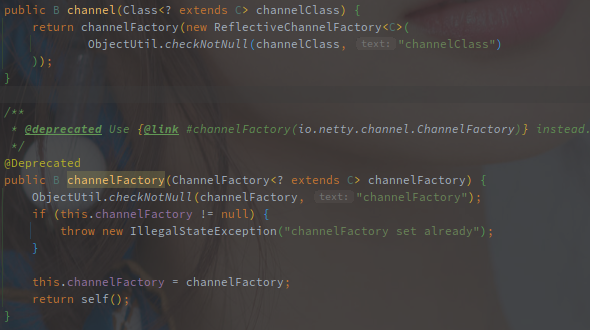 public B channel(Class<? extends C> channelClass) {
    return channelFactory(new ReflectiveChannelFactory<C>(
            ObjectUtil.checkNotNull(channelClass, text: "channelClass")
    ));
}
/**
 * @deprecated Use {@link #channelFactory(io.netty.channel.ChannelFactory)} instead.
 */
@Deprecated
public B channelFactory(ChannelFactory<? extends C> channelFactory) {
    ObjectUtil.checkNotNull(channelFactory, text: "channelFactory");
    if (this.channelFactory != null) {
        throw new IllegalStateException("channelFactory set already");
    }
    this.channelFactory = channelFactory;
    return self();
}